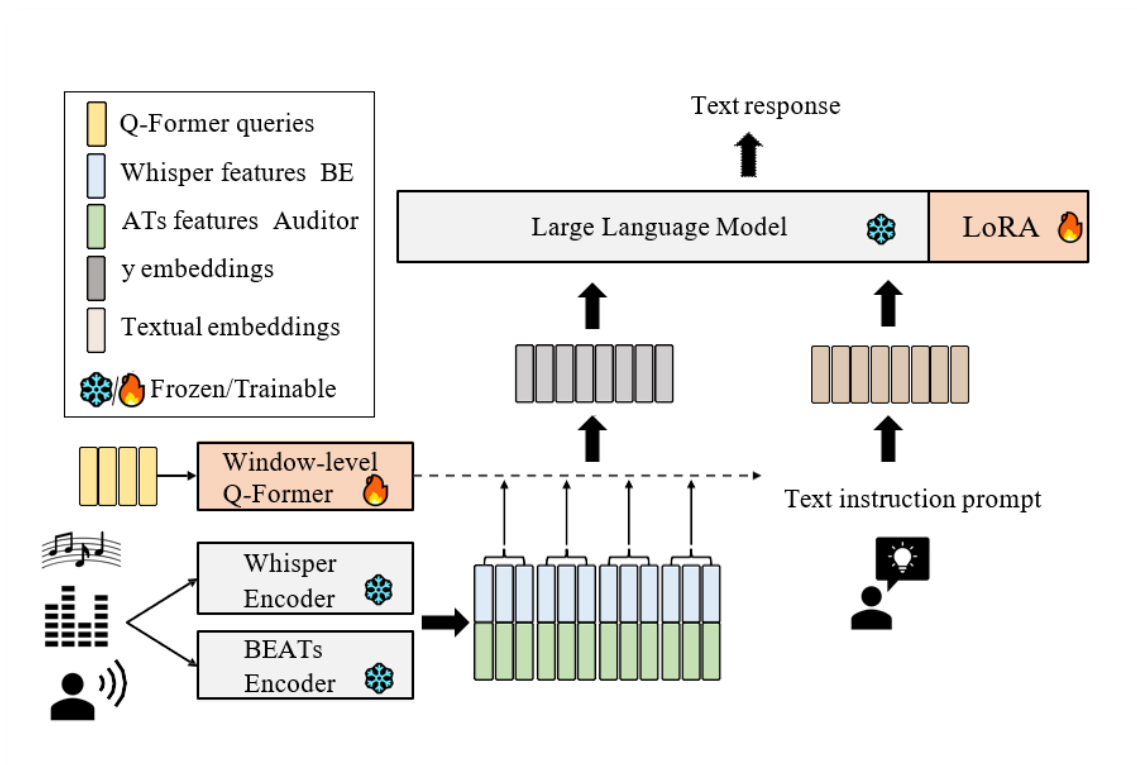 Text response
Q-Former queries
Whisper features BE
ATs features Auditor
y embeddings
Textual embeddings
Frozen/Trainable
Large Language Model
LoRA
Window-level
Q-Former
Text instruction prompt
Whisper
Encoder
BEATs
Encoder